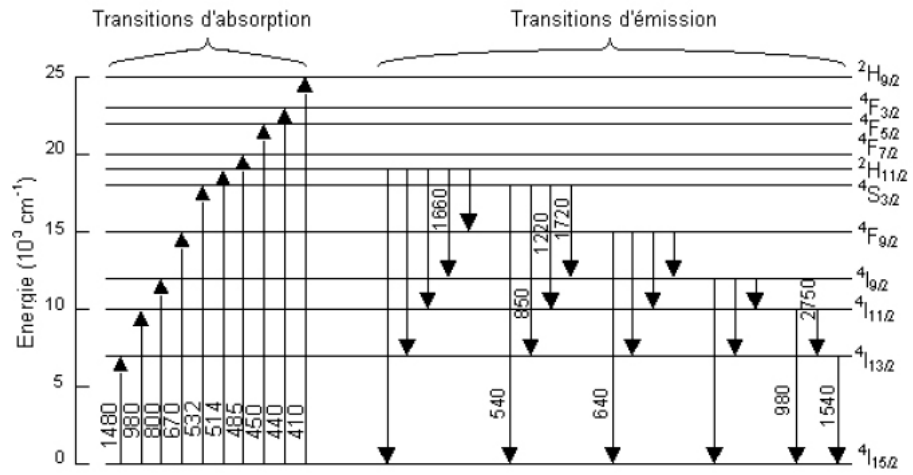 Transitions d'absorption
Transitions d'émission
Energie (10³ cm⁻¹)
25
20
15
10
5
0
1480
980
800
670
532
514
485
450
440
410
1660
1220
1720
850
540
640
2750
980
1540
²H9/2
⁴F3/2
⁴F5/2
⁴F7/2
²H11/2
⁴S3/2
⁴F9/2
⁴I9/2
⁴I11/2
⁴I13/2
⁴I15/2